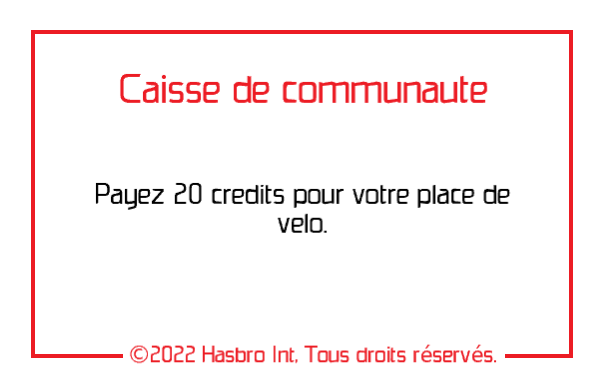 Caisse de communaute
Payez 20 credits pour votre place de
velo.
©2022 Hasbro Int. Tous droits réservés.